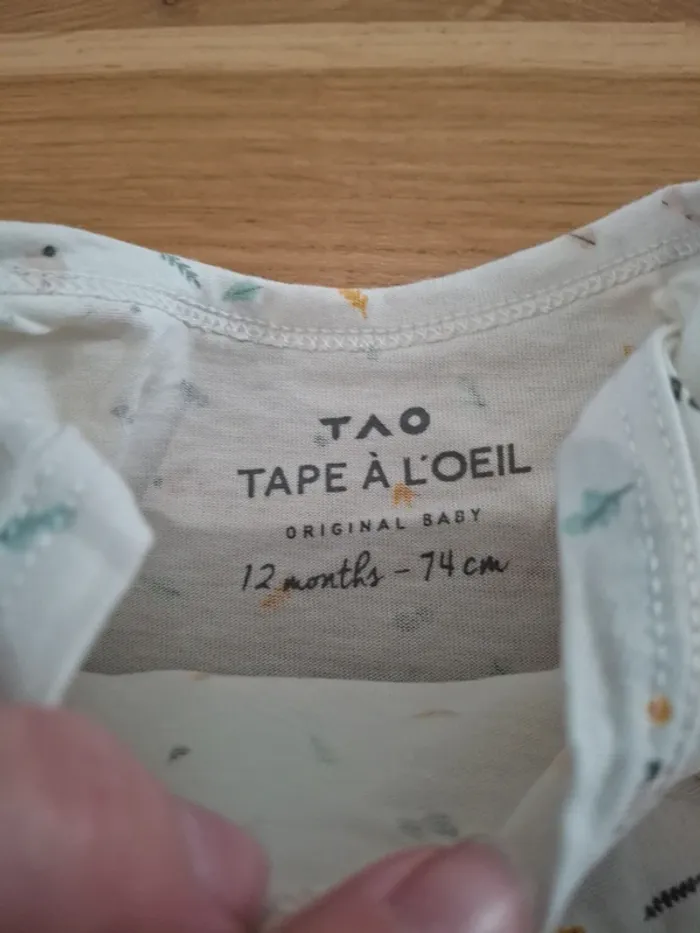 TAO
TAPE À L'OEIL
ORIGINAL BABY
12 months - 74 cm